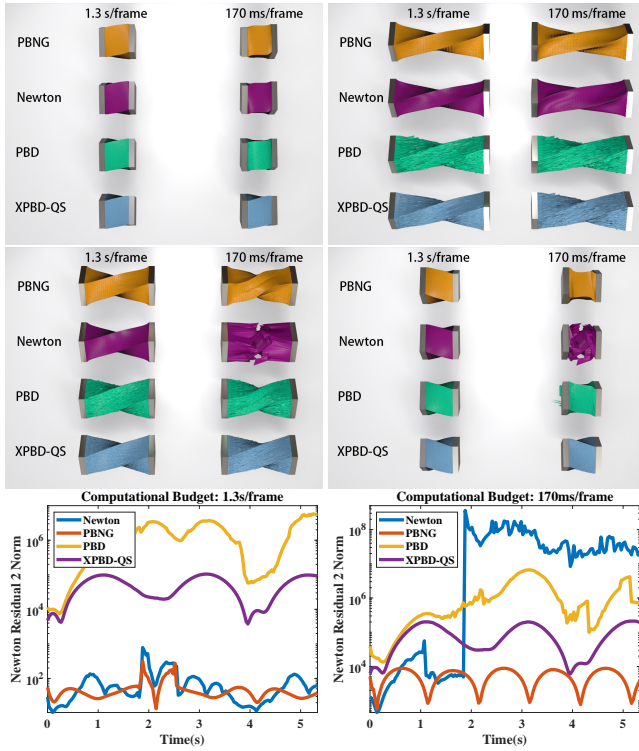 1.3 s/frame 170 ms/frame
PBNG
Newton
PBD
XPBD-QS
1.3 s/frame 170 ms/frame
PBNG
Newton
PBD
XPBD-QS
1.3 s/frame 170 ms/frame
PBNG
Newton
PBD
XPBD-QS
1.3 s/frame 170 ms/frame
PBNG
Newton
PBD
XPBD-QS
Computational Budget: 1.3s/frame
Newton Residual 2 Norm
10^6
10^4
10^2
Newton
PBNG
PBD
XPBD-QS
0 1 2 3 4 5
Time(s)
Computational Budget: 170ms/frame
Newton Residual 2 Norm
10^8
10^6
10^4
Newton
PBNG
PBD
XPBD-QS
0 1 2 3 4 5
Time(s)